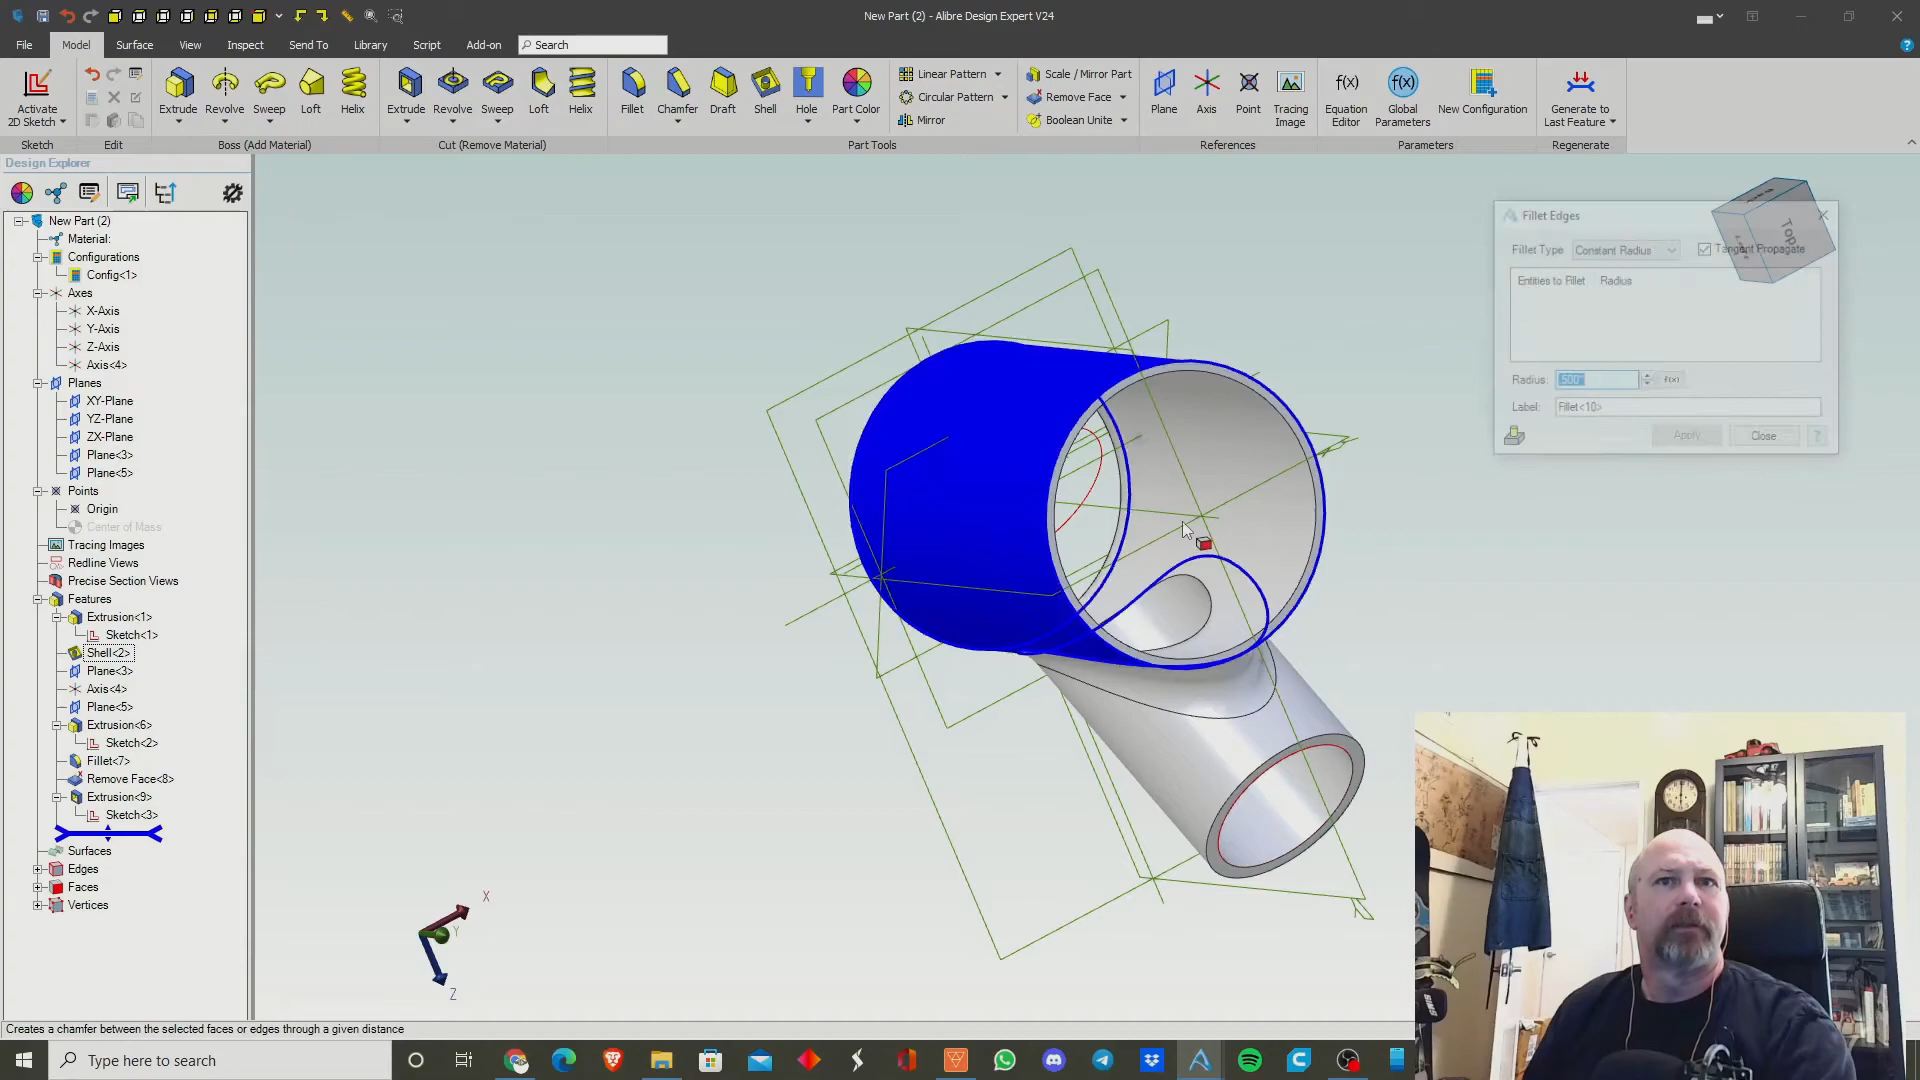 New Part (2) - Alibre Design Expert V24
File
Model
Surface
View
Inspect
Send To
Library
Script
Add-on
Search
Activate
2D Sketch
Extrude
Revolve
Sweep
Loft
Helix
Extrude
Revolve
Sweep
Loft
Helix
Fillet
Chamfer
Draft
Shell
Hole
Part Color
Linear Pattern
Circular Pattern
Mirror
Scale / Mirror Part
Remove Face
Boolean Unite
Plane
Axis
Point
Tracing
Image
f(x)
Equation
Editor
f(x)
Global
Parameters
New Configuration
Generate to
Last Feature
Sketch
Edit
Boss (Add Material)
Cut (Remove Material)
Part Tools
References
Parameters
Regenerate
Design Explorer
New Part (2)
Material:
Configurations
Config<1>
Axes
X-Axis
Y-Axis
Z-Axis
Axis<4>
Planes
XY-Plane
YZ-Plane
ZX-Plane
Plane<3>
Plane<5>
Points
Origin
Center of Mass
Tracing Images
Redline Views
Precise Section Views
Features
Extrusion<1>
Sketch<1>
Shell<2>
Plane<3>
Axis<4>
Plane<5>
Extrusion<6>
Sketch<2>
Fillet<7>
Remove Face<8>
Extrusion<9>
Sketch<3>
Surfaces
Edges
Faces
Vertices
Fillet Edges
Fillet Type
Constant Radius
Tangent Propagate
Entities to Fillet
Radius
Radius:
.500"
f(x)
Label:
Fillet<10>
Apply
Close
?
Top
X
Y
Z
Creates a chamfer between the selected faces or edges through a given distance
Type here to search